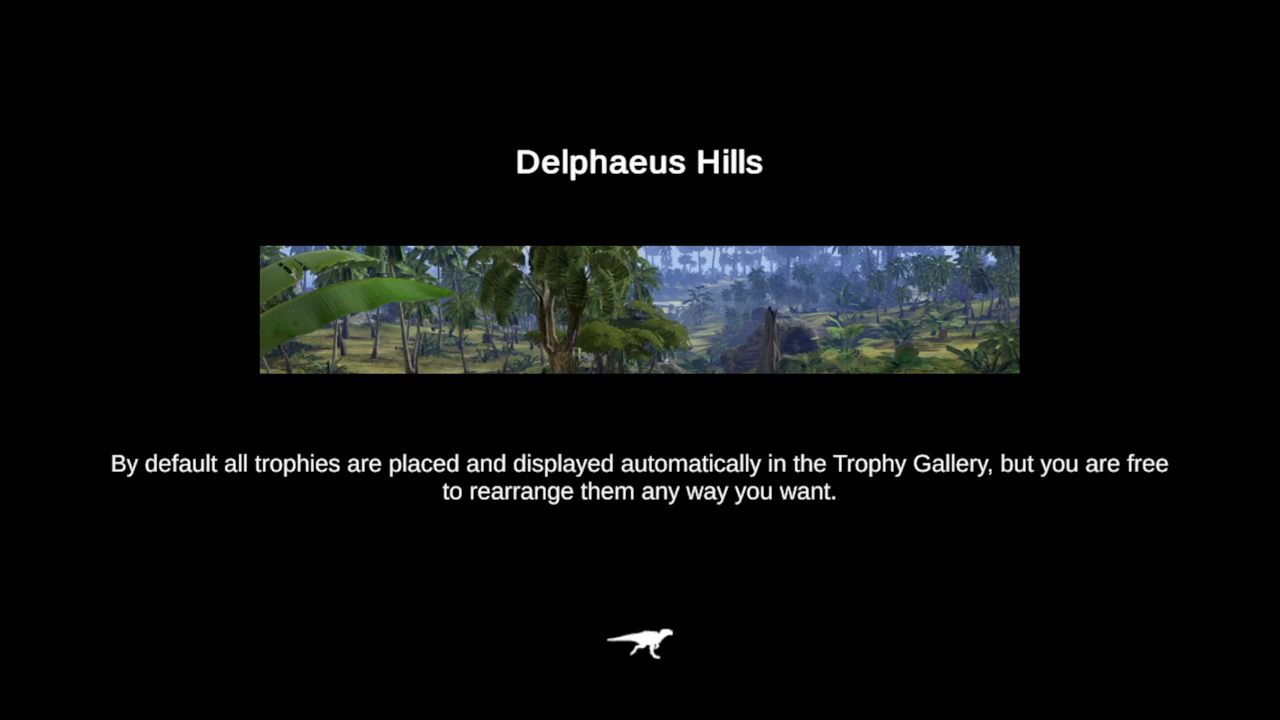 Delphaeus Hills
By default all trophies are placed and displayed automatically in the Trophy Gallery, but you are free
to rearrange them any way you want.